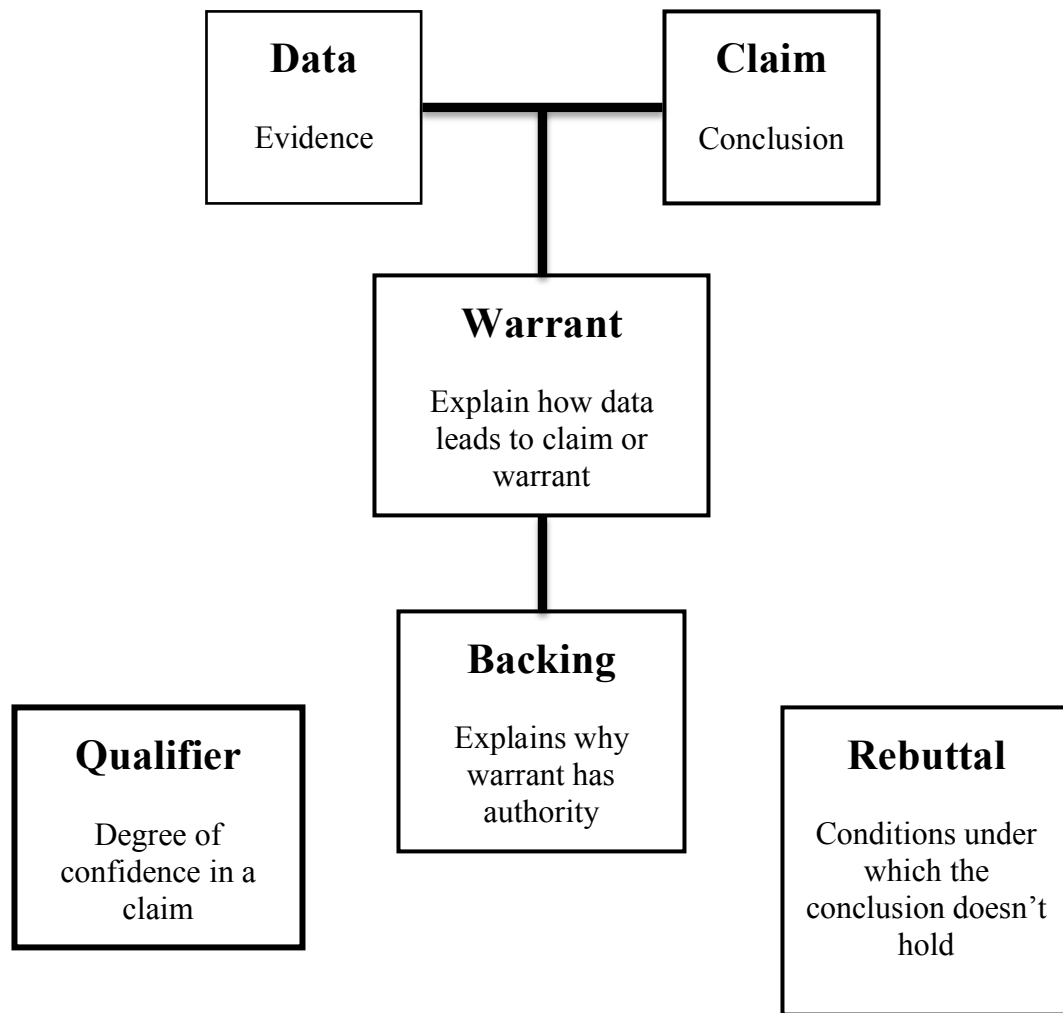 Data
Evidence
Claim
Conclusion
Warrant
Explain how data
leads to claim or
warrant
Backing
Explains why
warrant has
authority
Qualifier
Degree of
confidence in a
claim
Rebuttal
Conditions under
which the
conclusion doesn’t
hold